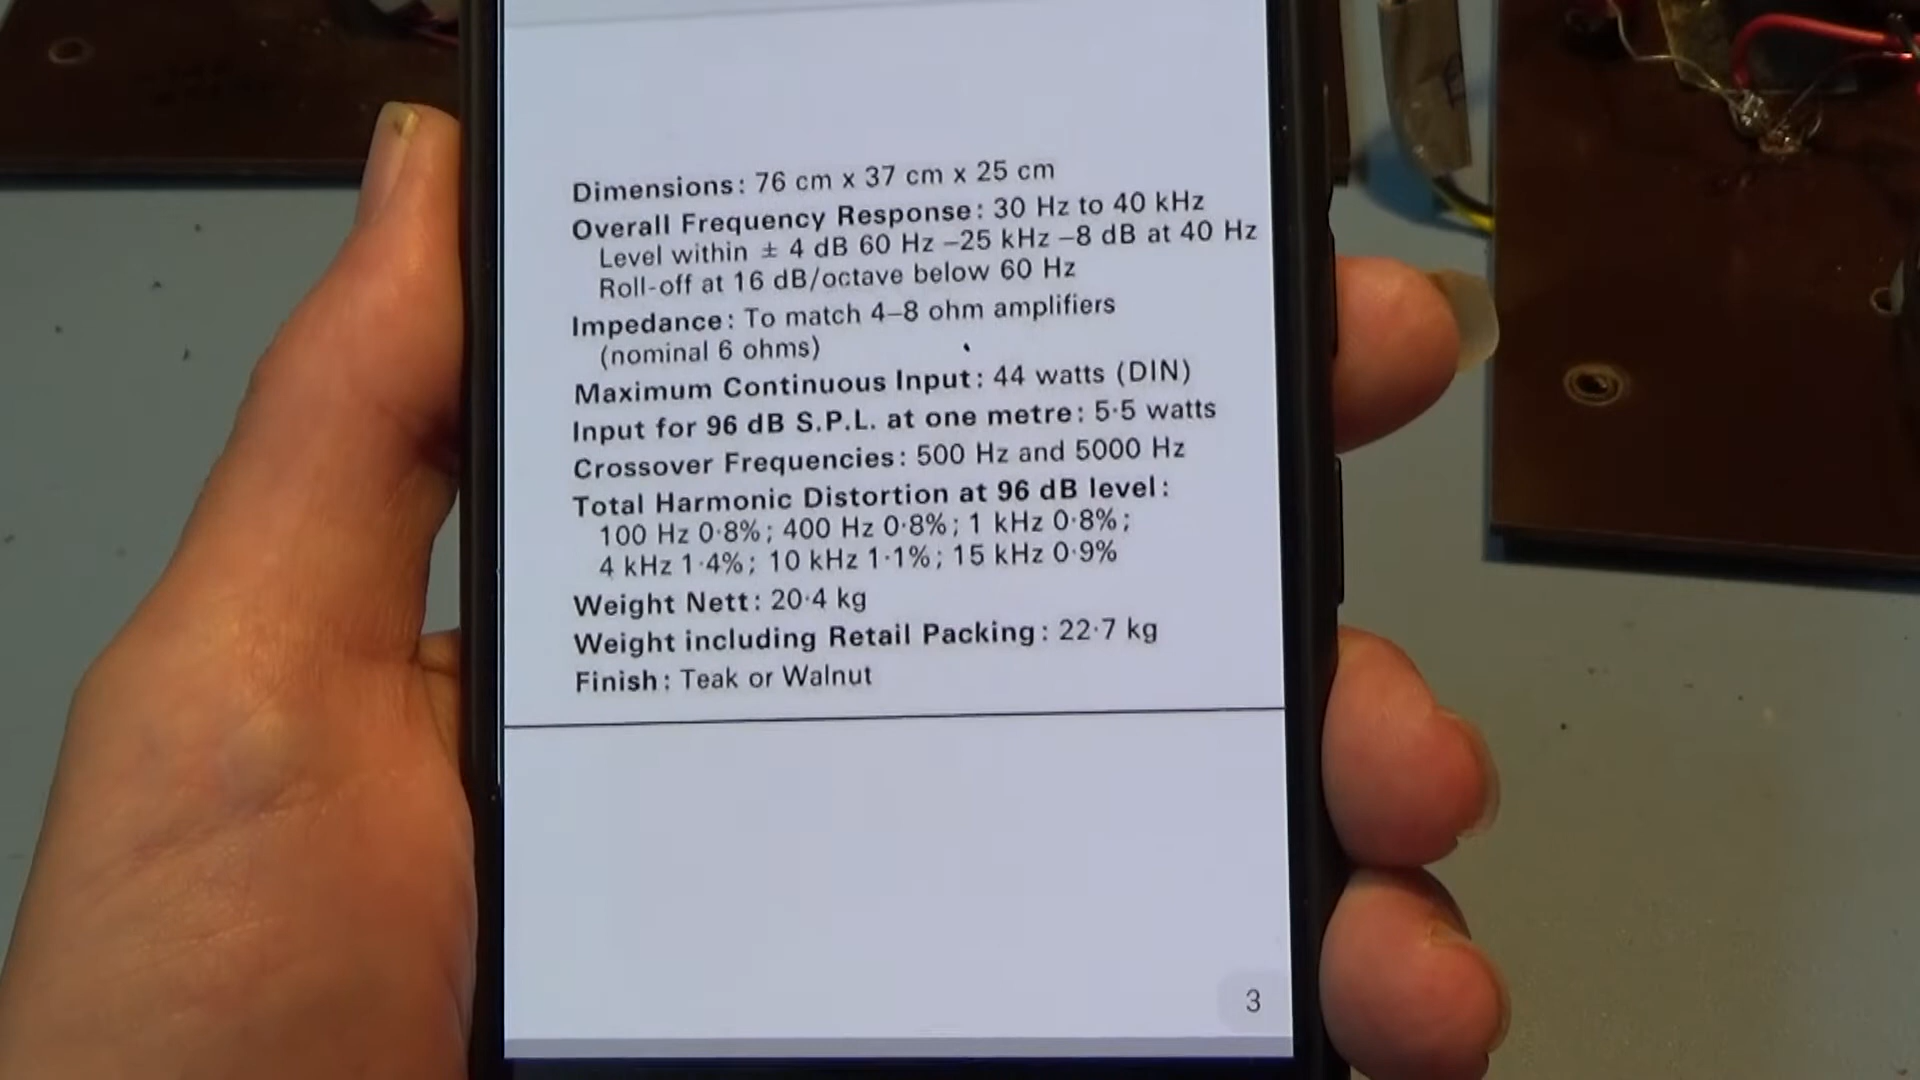 Dimensions: 76 cm x 37 cm x 25 cm
Overall Frequency Response: 30 Hz to 40 kHz
Level within ± 4 dB 60 Hz –25 kHz –8 dB at 40 Hz
Roll-off at 16 dB/octave below 60 Hz
Impedance: To match 4–8 ohm amplifiers
(nominal 6 ohms)
Maximum Continuous Input: 44 watts (DIN)
Input for 96 dB S.P.L. at one metre: 5·5 watts
Crossover Frequencies: 500 Hz and 5000 Hz
Total Harmonic Distortion at 96 dB level:
100 Hz 0·8%; 400 Hz 0·8%; 1 kHz 0·8%;
4 kHz 1·4%; 10 kHz 1·1%; 15 kHz 0·9%
Weight Nett: 20·4 kg
Weight including Retail Packing: 22·7 kg
Finish: Teak or Walnut
3